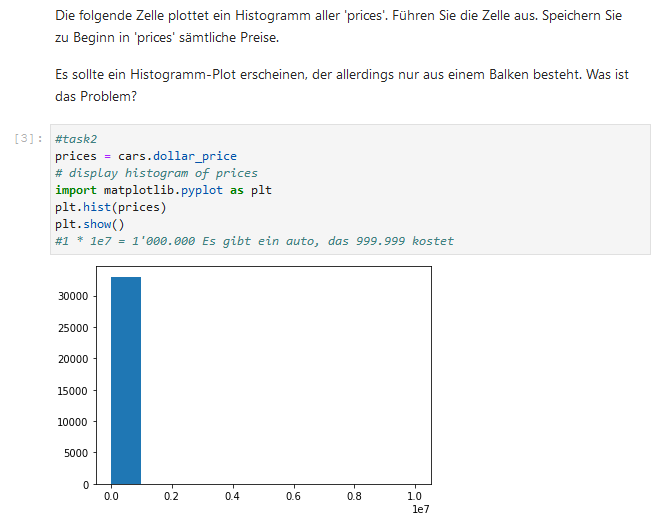 Die folgende Zelle plottet ein Histogramm aller 'prices'. Führen Sie die Zelle aus. Speichern Sie
zu Beginn in 'prices' sämtliche Preise.
Es sollte ein Histogramm-Plot erscheinen, der allerdings nur aus einem Balken besteht. Was ist
das Problem?
[3]:
#task2
prices = cars.dollar_price
# display histogram of prices
import matplotlib.pyplot as plt
plt.hist(prices)
plt.show()
#1 * 1e7 = 1'000.000 Es gibt ein auto, das 999.999 kostet
30000
25000
20000
15000
10000
5000
0
0.0 0.2 0.4 0.6 0.8 1.0
1e7